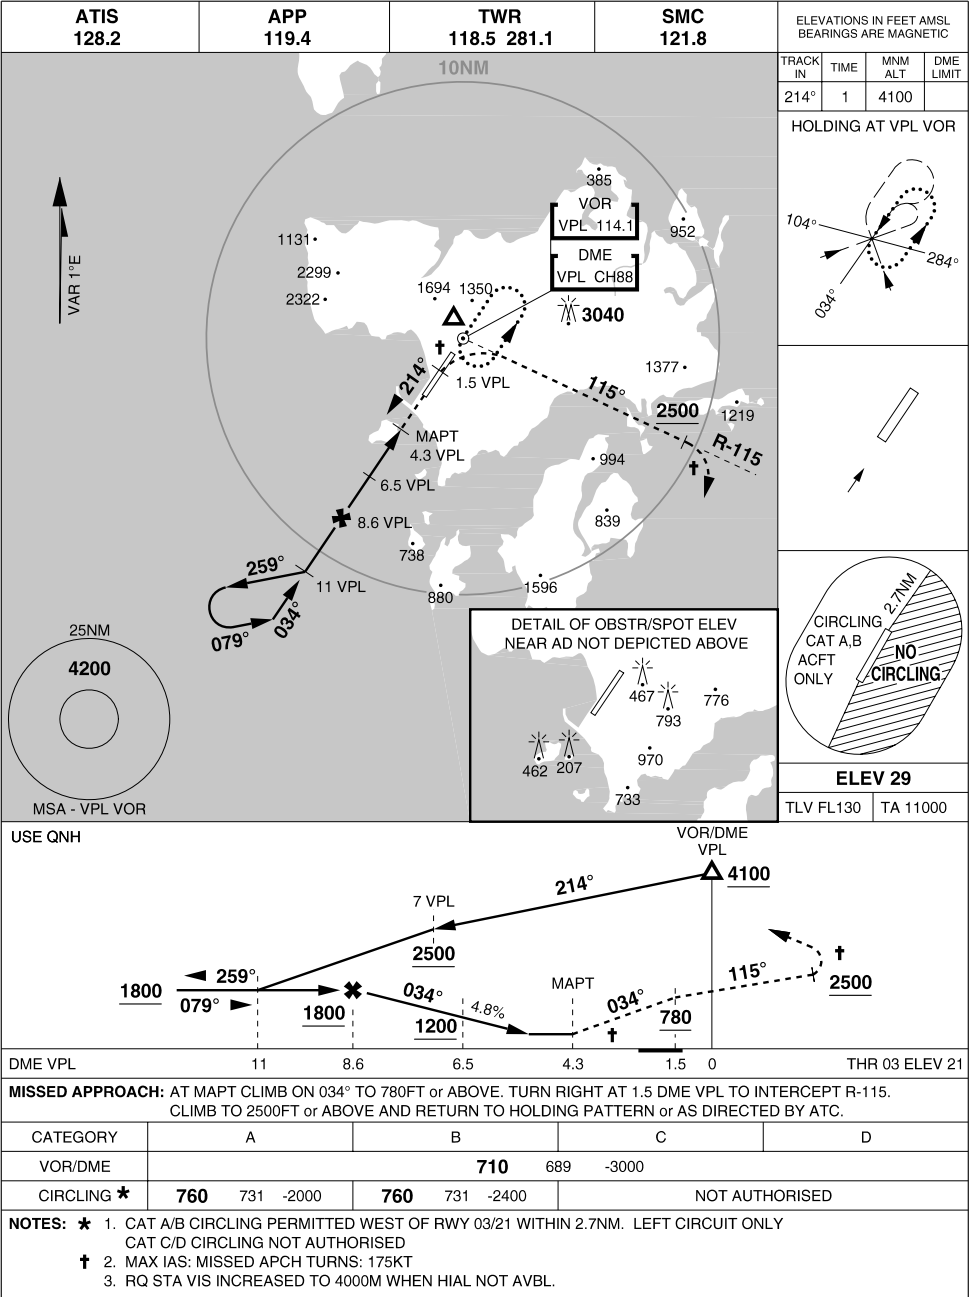 ATIS
128.2
APP
119.4
TWR
118.5 281.1
SMC
121.8
ELEVATIONS IN FEET AMSL
BEARINGS ARE MAGNETIC
TRACK IN
TIME
MNM ALT
DME LIMIT
214°
1
4100
HOLDING AT VPL VOR
104°
284°
034°
10NM
VAR 1°E
385
VOR
VPL 114.1
DME
VPL CH88
952
1131
2299
2322
1694
1350
3040
214°
1.5 VPL
1377
115°
2500
1219
R-115
MAPT
4.3 VPL
994
6.5 VPL
8.6 VPL
839
738
259°
11 VPL
880
1596
079°
034°
25NM
4200
MSA - VPL VOR
DETAIL OF OBSTR/SPOT ELEV
NEAR AD NOT DEPICTED ABOVE
467
793
776
462
207
970
733
2.7NM
CIRCLING
CAT A,B
ACFT
ONLY
NO
CIRCLING
ELEV 29
TLV FL130
TA 11000
USE QNH
VOR/DME
VPL
4100
214°
7 VPL
2500
259°
1800
079°
1800
034°
4.8%
1200
MAPT
034°
780
115°
2500
DME VPL
11
8.6
6.5
4.3
1.5
0
THR 03 ELEV 21
MISSED APPROACH: AT MAPT CLIMB ON 034° TO 780FT or ABOVE. TURN RIGHT AT 1.5 DME VPL TO INTERCEPT R-115.
CLIMB TO 2500FT or ABOVE AND RETURN TO HOLDING PATTERN or AS DIRECTED BY ATC.
CATEGORY A B C D
VOR/DME 710 689 -3000
CIRCLING * 760 731 -2000 760 731 -2400 NOT AUTHORISED
NOTES: * 1. CAT A/B CIRCLING PERMITTED WEST OF RWY 03/21 WITHIN 2.7NM. LEFT CIRCUIT ONLY
CAT C/D CIRCLING NOT AUTHORISED
† 2. MAX IAS: MISSED APCH TURNS: 175KT
3. RQ STA VIS INCREASED TO 4000M WHEN HIAL NOT AVBL.